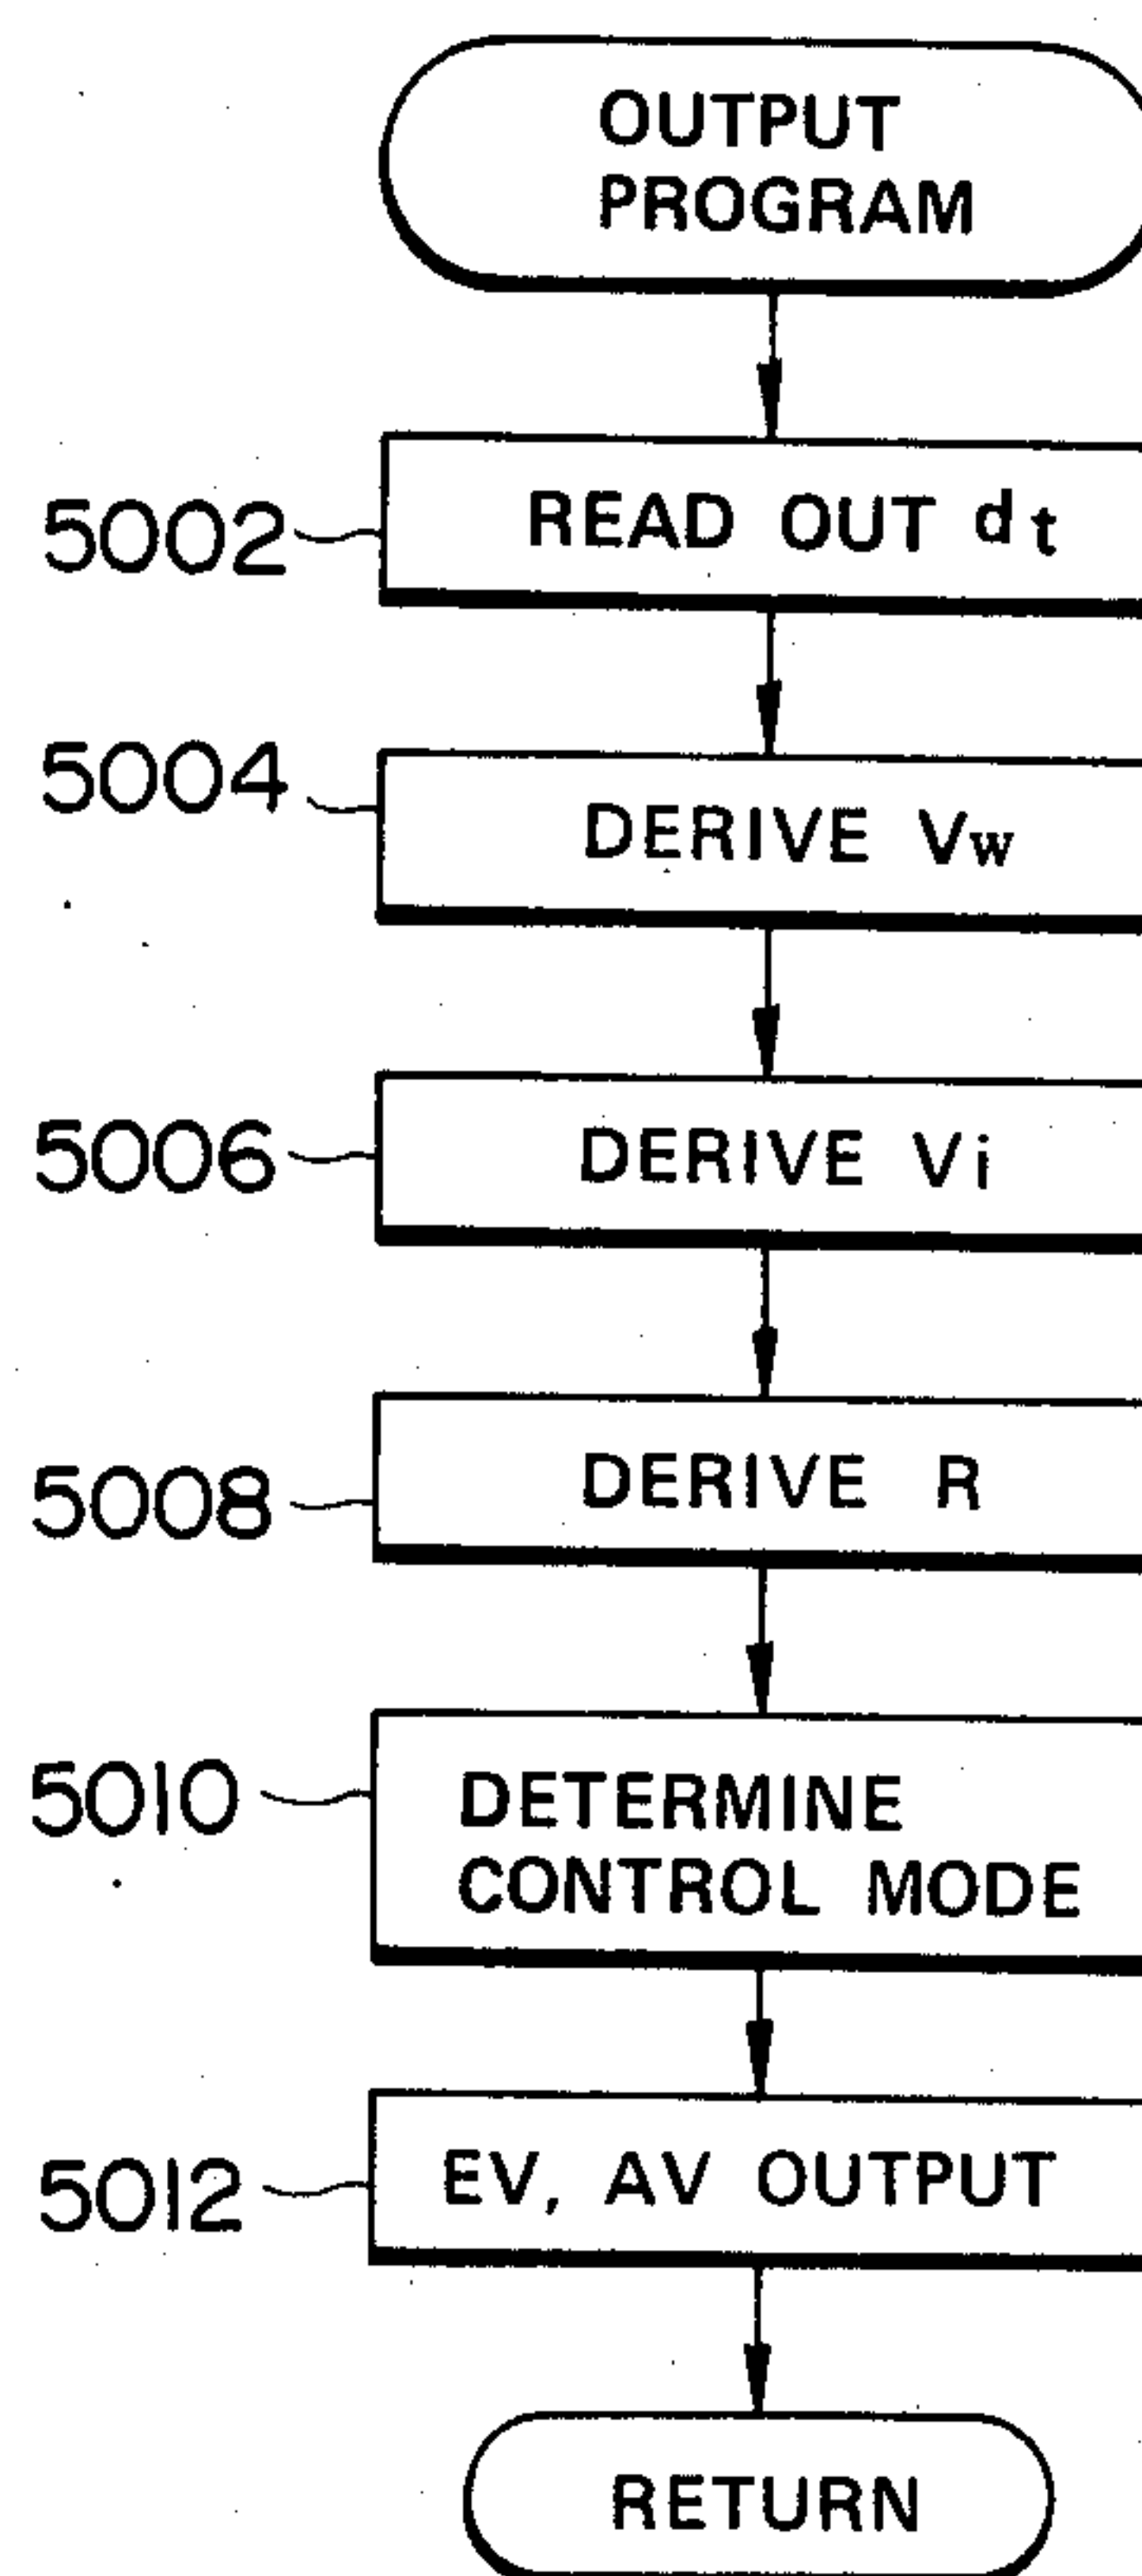 OUTPUT
PROGRAM
5002
READ OUT dt
5004
DERIVE Vw
5006
DERIVE Vi
5008
DERIVE R
5010
DETERMINE
CONTROL MODE
5012
EV, AV OUTPUT
RETURN